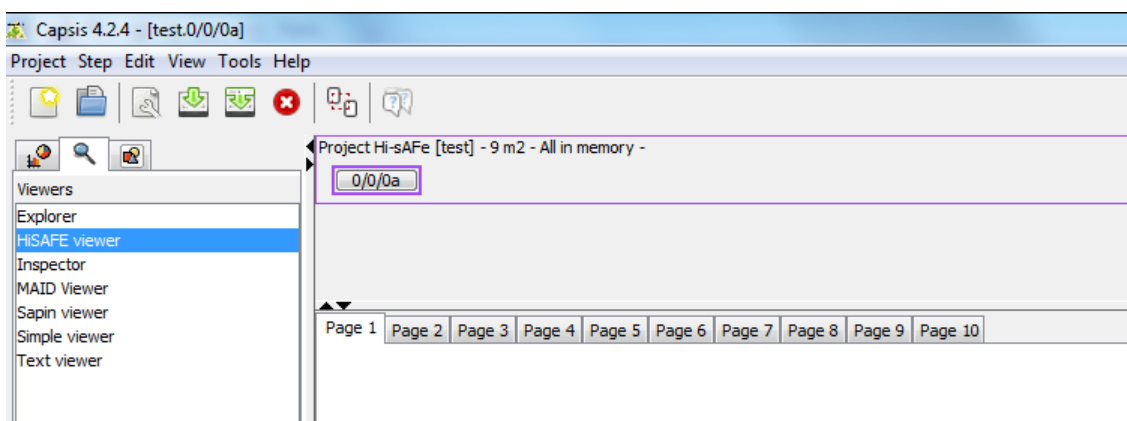 Capsis 4.2.4 - [test.0/0/0a]
Project Step Edit View Tools Help
Project Hi-sAFe [test] - 9 m2 - All in memory -
0/0/0a
Viewers
Explorer
HiSAFE viewer
Inspector
MAID Viewer
Sapin viewer
Simple viewer
Text viewer
Page 1 Page 2 Page 3 Page 4 Page 5 Page 6 Page 7 Page 8 Page 9 Page 10